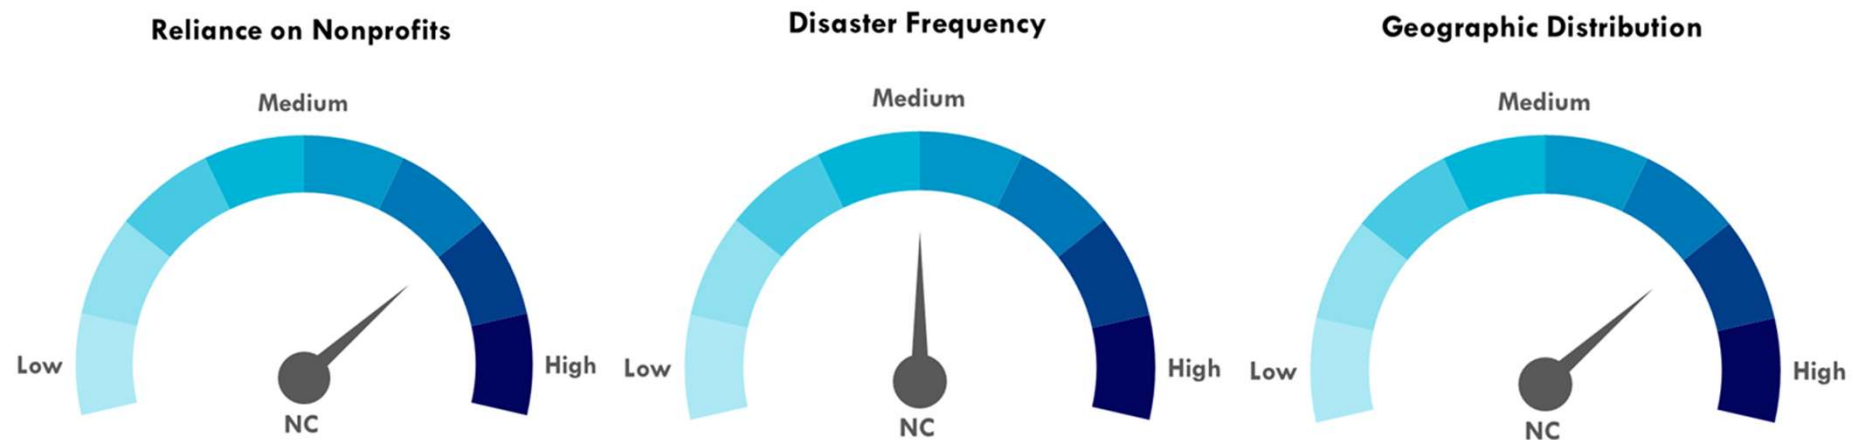 Reliance on Nonprofits
Medium
Low
High
NC
Disaster Frequency
Medium
Low
High
NC
Geographic Distribution
Medium
Low
High
NC